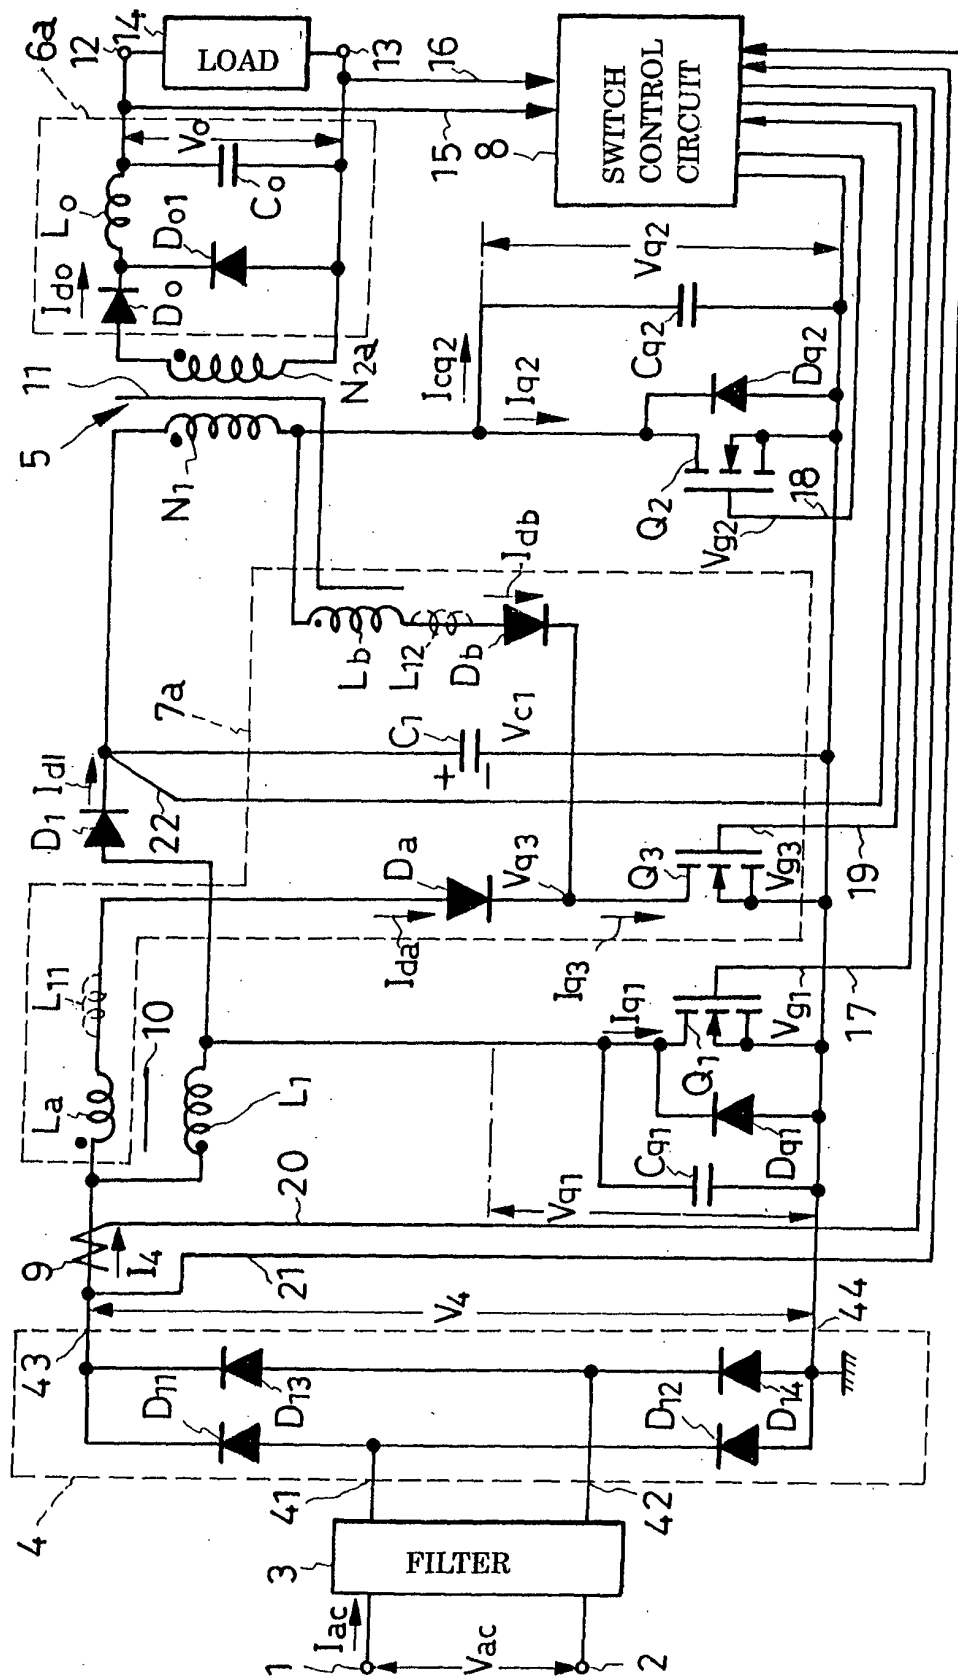 1
Iac
Vac
2
3
FILTER
4
41
42
43
D11
D13
D12
D14
44
V4
9
I4
21
20
La
L11
10
L1
Vq1
Cq1
Dq1
Iq1
Q1
Vg1
17
7a
Da
Ida
Vq3
Iq3
Q3
Vg3
19
D1
Id1
22
C1
+
−
Vc1
Lb
L12
Db
Idb
5
11
N1
N2a
Icq2
Iq2
Q2
Vg2
18
Dq2
Cq2
Vq2
6a
Ido
Do
Lo
Do1
Co
Vo
12
14
LOAD
13
15
16
8
SWITCH
CONTROL
CIRCUIT